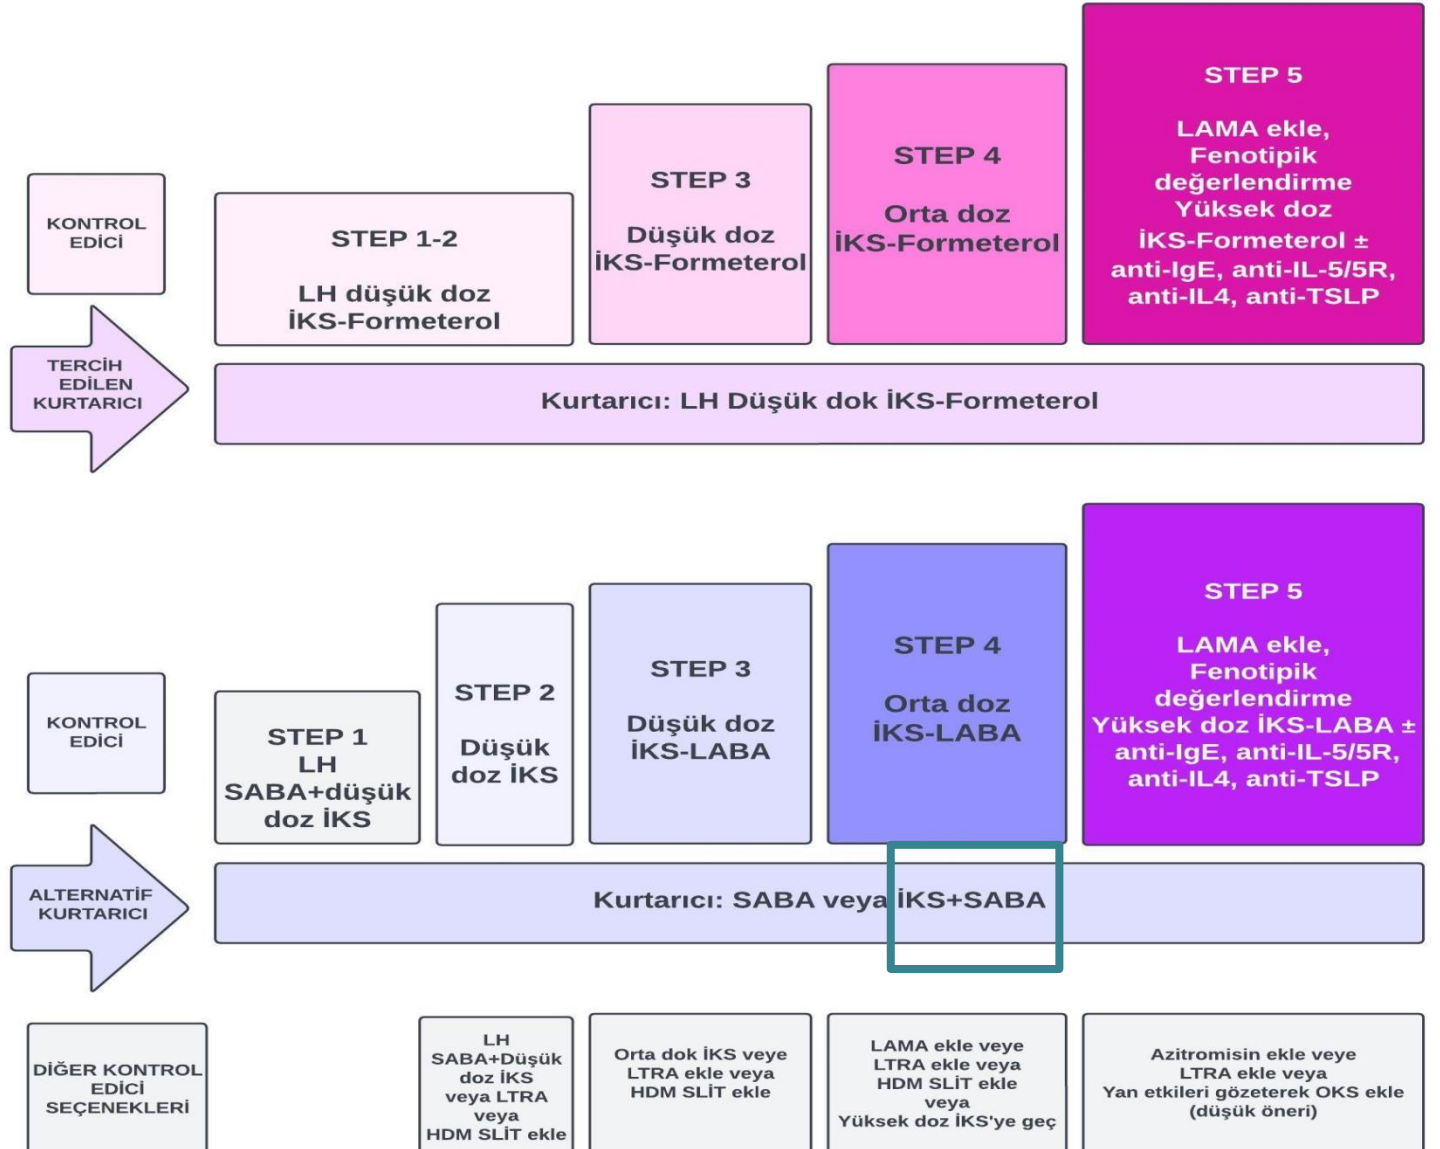 KONTROL
EDİCİ
STEP 1-2
LH düşük doz
İKS-Formeterol
STEP 3
Düşük doz
İKS-Formeterol
STEP 4
Orta doz
İKS-Formeterol
STEP 5
LAMA ekle,
Fenotipik
değerlendirme
Yüksek doz
İKS-Formeterol ±
anti-IgE, anti-IL-5/5R,
anti-IL4, anti-TSLP
TERCİH
EDİLEN
KURTARICI
Kurtarıcı: LH Düşük dok İKS-Formeterol
KONTROL
EDİCİ
STEP 1
LH
SABA+düşük
doz İKS
STEP 2
Düşük
doz İKS
STEP 3
Düşük doz
İKS-LABA
STEP 4
Orta doz
İKS-LABA
STEP 5
LAMA ekle,
Fenotipik
değerlendirme
Yüksek doz İKS-LABA ±
anti-IgE, anti-IL-5/5R,
anti-IL4, anti-TSLP
ALTERNATİF
KURTARICI
Kurtarıcı: SABA veya İKS+SABA
DİĞER KONTROL
EDİCİ
SEÇENEKLERİ
LH
SABA+Düşük
doz İKS
veya LTRA
veya
HDM SLİT ekle
Orta dok İKS veye
LTRA ekle veya
HDM SLİT ekle
LAMA ekle veye
LTRA ekle veya
HDM SLİT ekle
veya
Yüksek doz İKS'ye geç
Azitromisin ekle veye
LTRA ekle veya
Yan etkileri gözeterek OKS ekle
(düşük öneri)